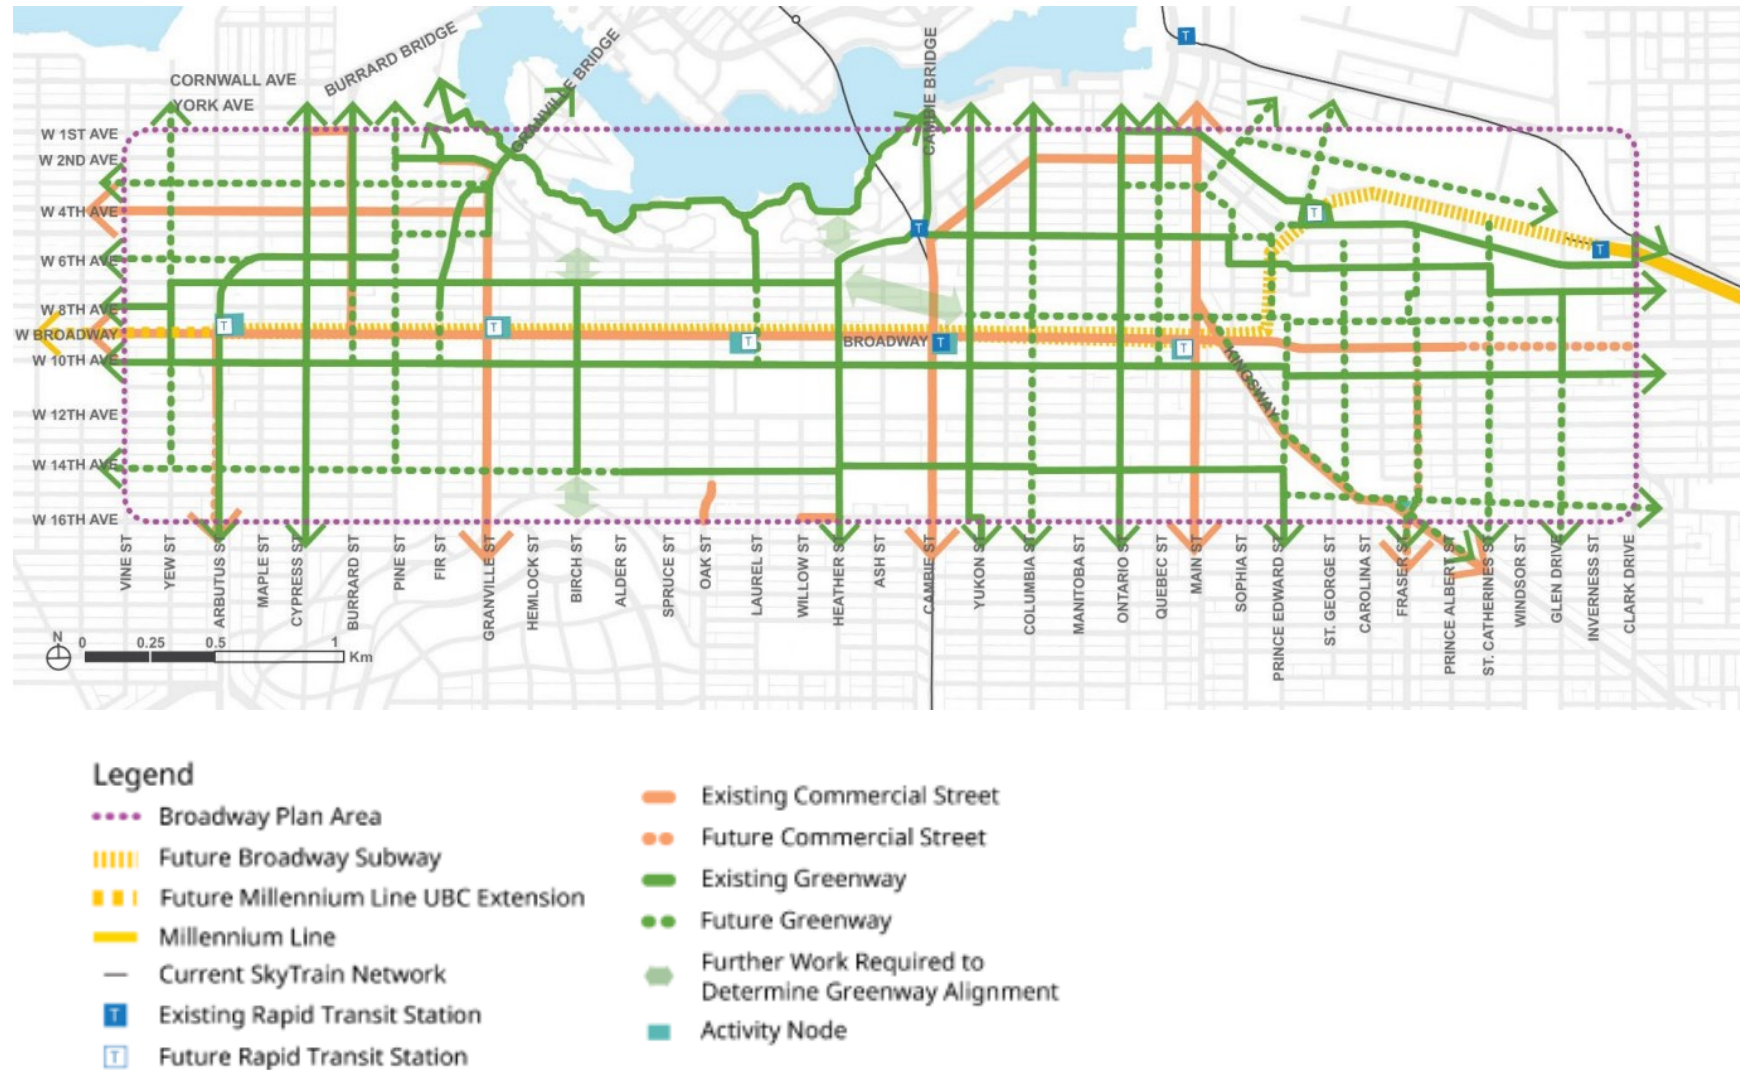 CORNWALL AVE
YORK AVE
BURRARD BRIDGE
GRANVILLE BRIDGE
CAMBIE BRIDGE
W 1ST AVE
W 2ND AVE
W 4TH AVE
W 6TH AVE
W 8TH AVE
W BROADWAY
W 10TH AVE
W 12TH AVE
W 14TH AVE
W 16TH AVE
BROADWAY
KINGSWAY
T
T
T
T
T
T
T
T
T
VINE ST
YEW ST
ARBUTUS ST
MAPLE ST
CYPRESS ST
BURRARD ST
PINE ST
FIR ST
GRANVILLE ST
HEMLOCK ST
BIRCH ST
ALDER ST
SPRUCE ST
OAK ST
LAUREL ST
WILLOW ST
HEATHER ST
ASH ST
CAMBIE ST
YUKON ST
COLUMBIA ST
MANITOBA ST
ONTARIO ST
QUEBEC ST
MAIN ST
SOPHIA ST
PRINCE EDWARD ST
ST. GEORGE ST
CAROLINA ST
FRASER ST
PRINCE ALBERT ST
ST. CATHERINES ST
WINDSOR ST
GLEN DRIVE
INVERNESS ST
CLARK DRIVE
N
0 0.25 0.5 1
Km
Legend
Broadway Plan Area
Future Broadway Subway
Future Millennium Line UBC Extension
Millennium Line
Current SkyTrain Network
T Existing Rapid Transit Station
T Future Rapid Transit Station
Existing Commercial Street
Future Commercial Street
Existing Greenway
Future Greenway
Further Work Required to
Determine Greenway Alignment
Activity Node